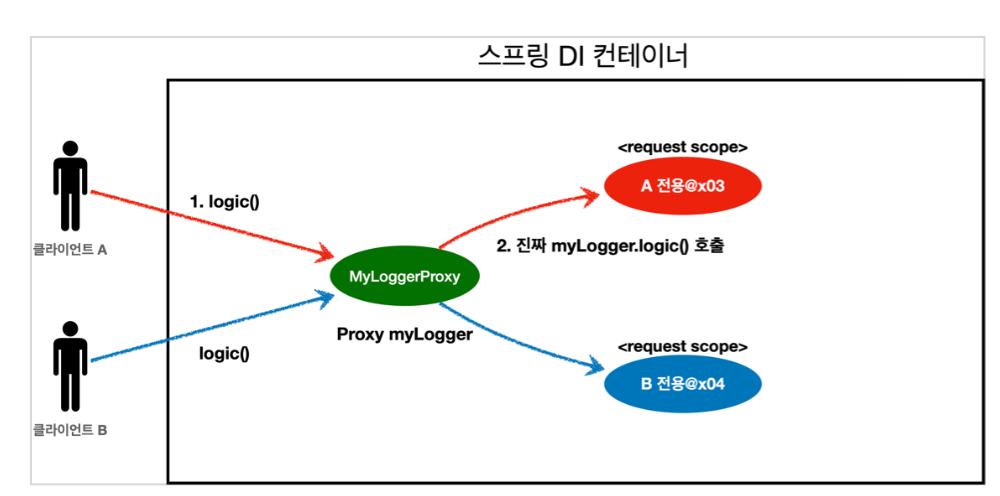 스프링 DI 컨테이너
<request scope>
A 전용@x03
1. logic()
2. 진짜 myLogger.logic() 호출
클라이언트 A
MyLoggerProxy
Proxy myLogger
<request scope>
logic()
B 전용@x04
클라이언트 B